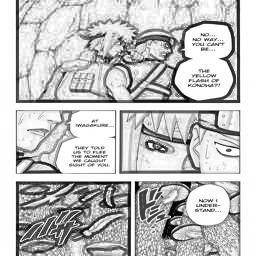 NO...
NO WAY...
YOU CAN'T
BE...
THE
YELLOW
FLASH OF
KONOHA?!
AT
IWAGAKURE...
THEY TOLD
US TO FLEE
THE MOMENT
WE CAUGHT
SIGHT OF YOU.
NOW I
UNDER-
STAND...